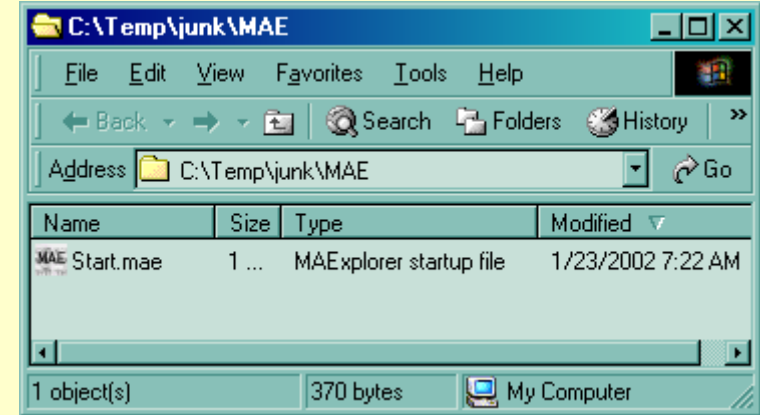 C:\Temp\junk\MAE
File Edit View Favorites Tools Help
Back Search Folders History »
Address C:\Temp\junk\MAE Go
Name Size Type Modified
MAE Start.mae 1 ... MAExplorer startup file 1/23/2002 7:22 AM
1 object(s) 370 bytes My Computer